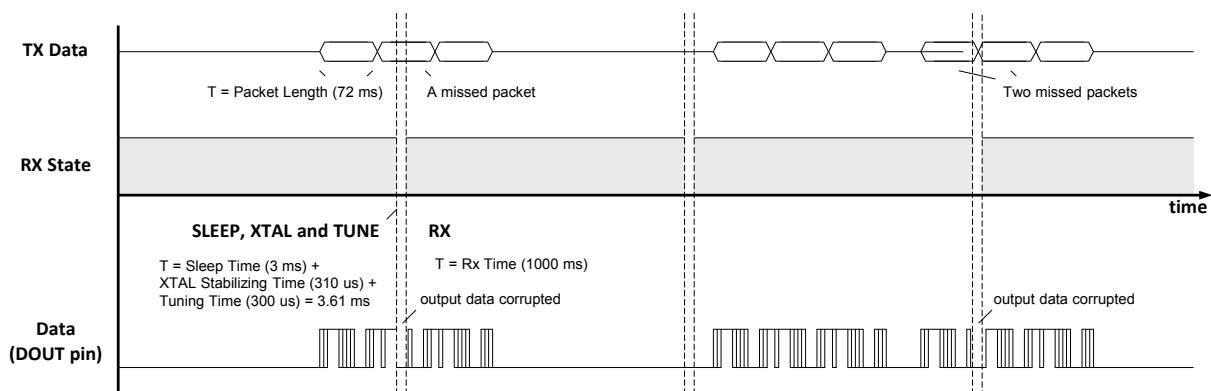 TX Data
T = Packet Length (72 ms)
A missed packet
Two missed packets
RX State
time
SLEEP, XTAL and TUNE
RX
T = Sleep Time (3 ms) +
XTAL Stabilizing Time (310 us) +
Tuning Time (300 us) = 3.61 ms
T = Rx Time (1000 ms)
output data corrupted
output data corrupted
Data
(DOUT pin)